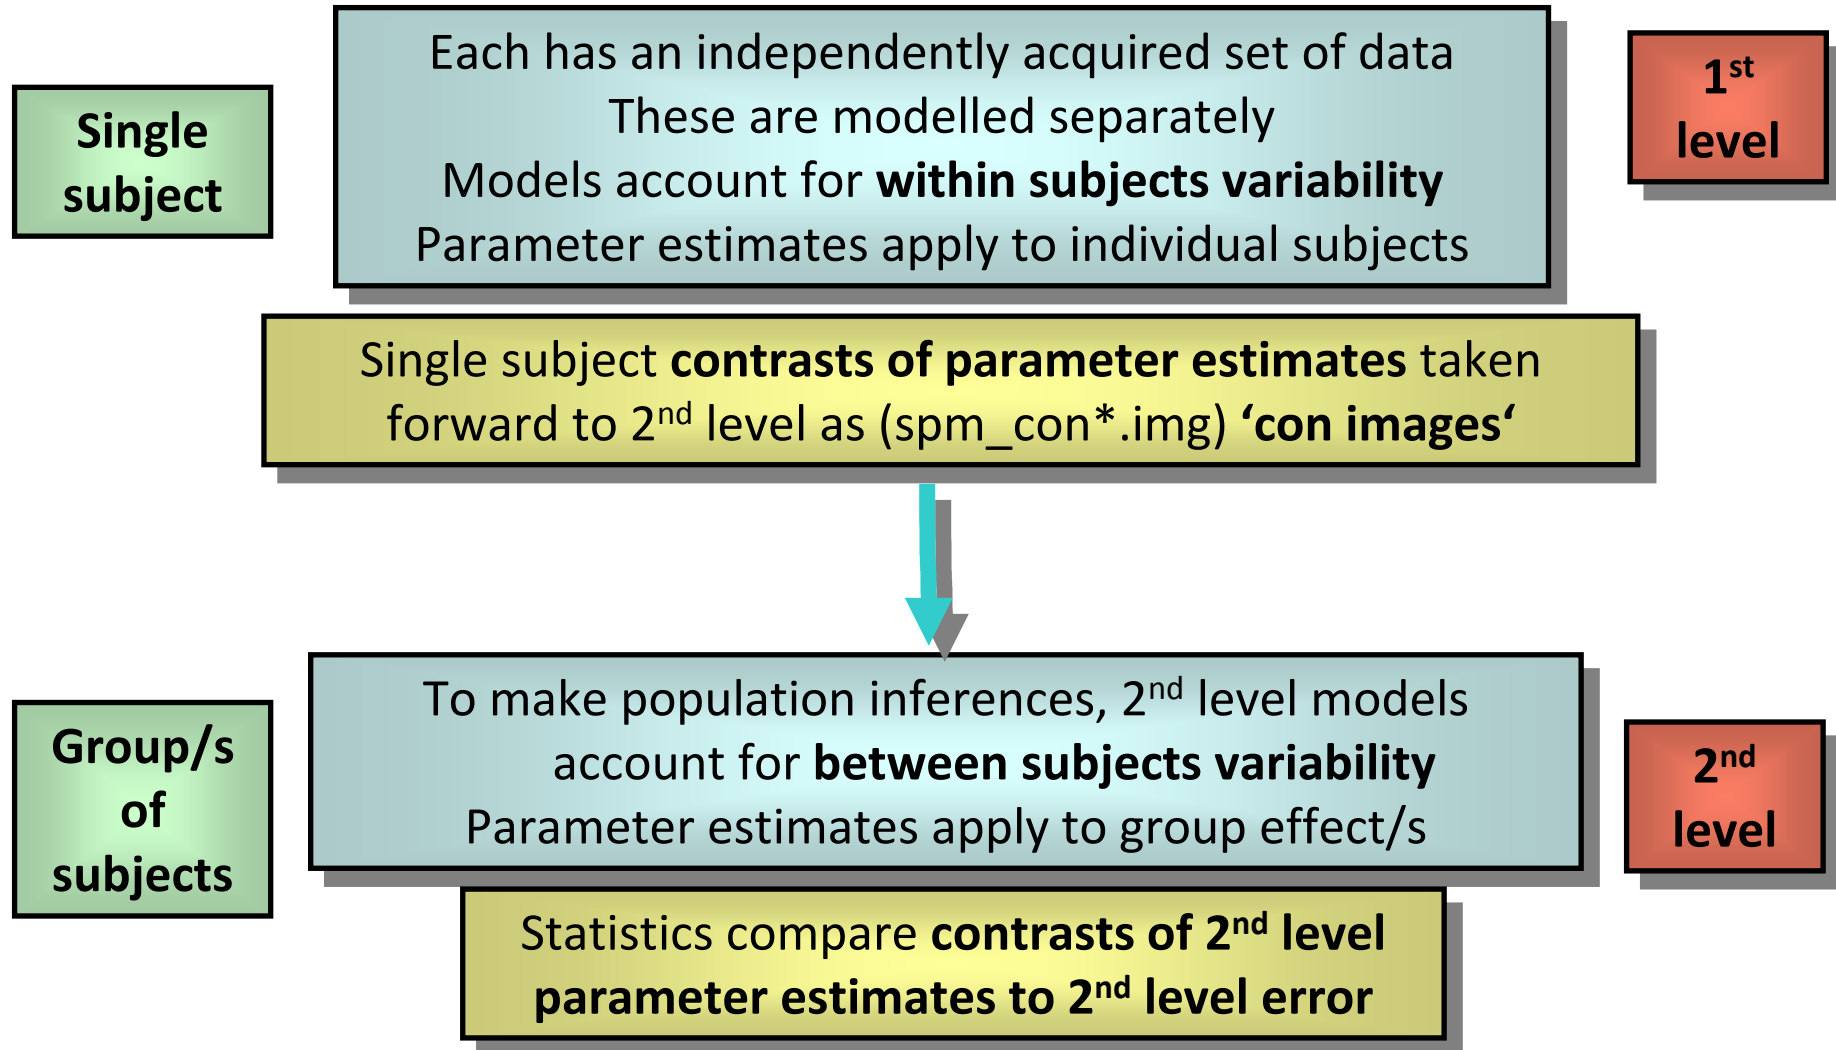 Single
subject
Each has an independently acquired set of data
These are modelled separately
Models account for within subjects variability
Parameter estimates apply to individual subjects
1st
level
Single subject contrasts of parameter estimates taken
forward to 2nd level as (spm_con*.img) ‘con images‘
Group/s
of
subjects
To make population inferences, 2nd level models
account for between subjects variability
Parameter estimates apply to group effect/s
2nd
level
Statistics compare contrasts of 2nd level
parameter estimates to 2nd level error